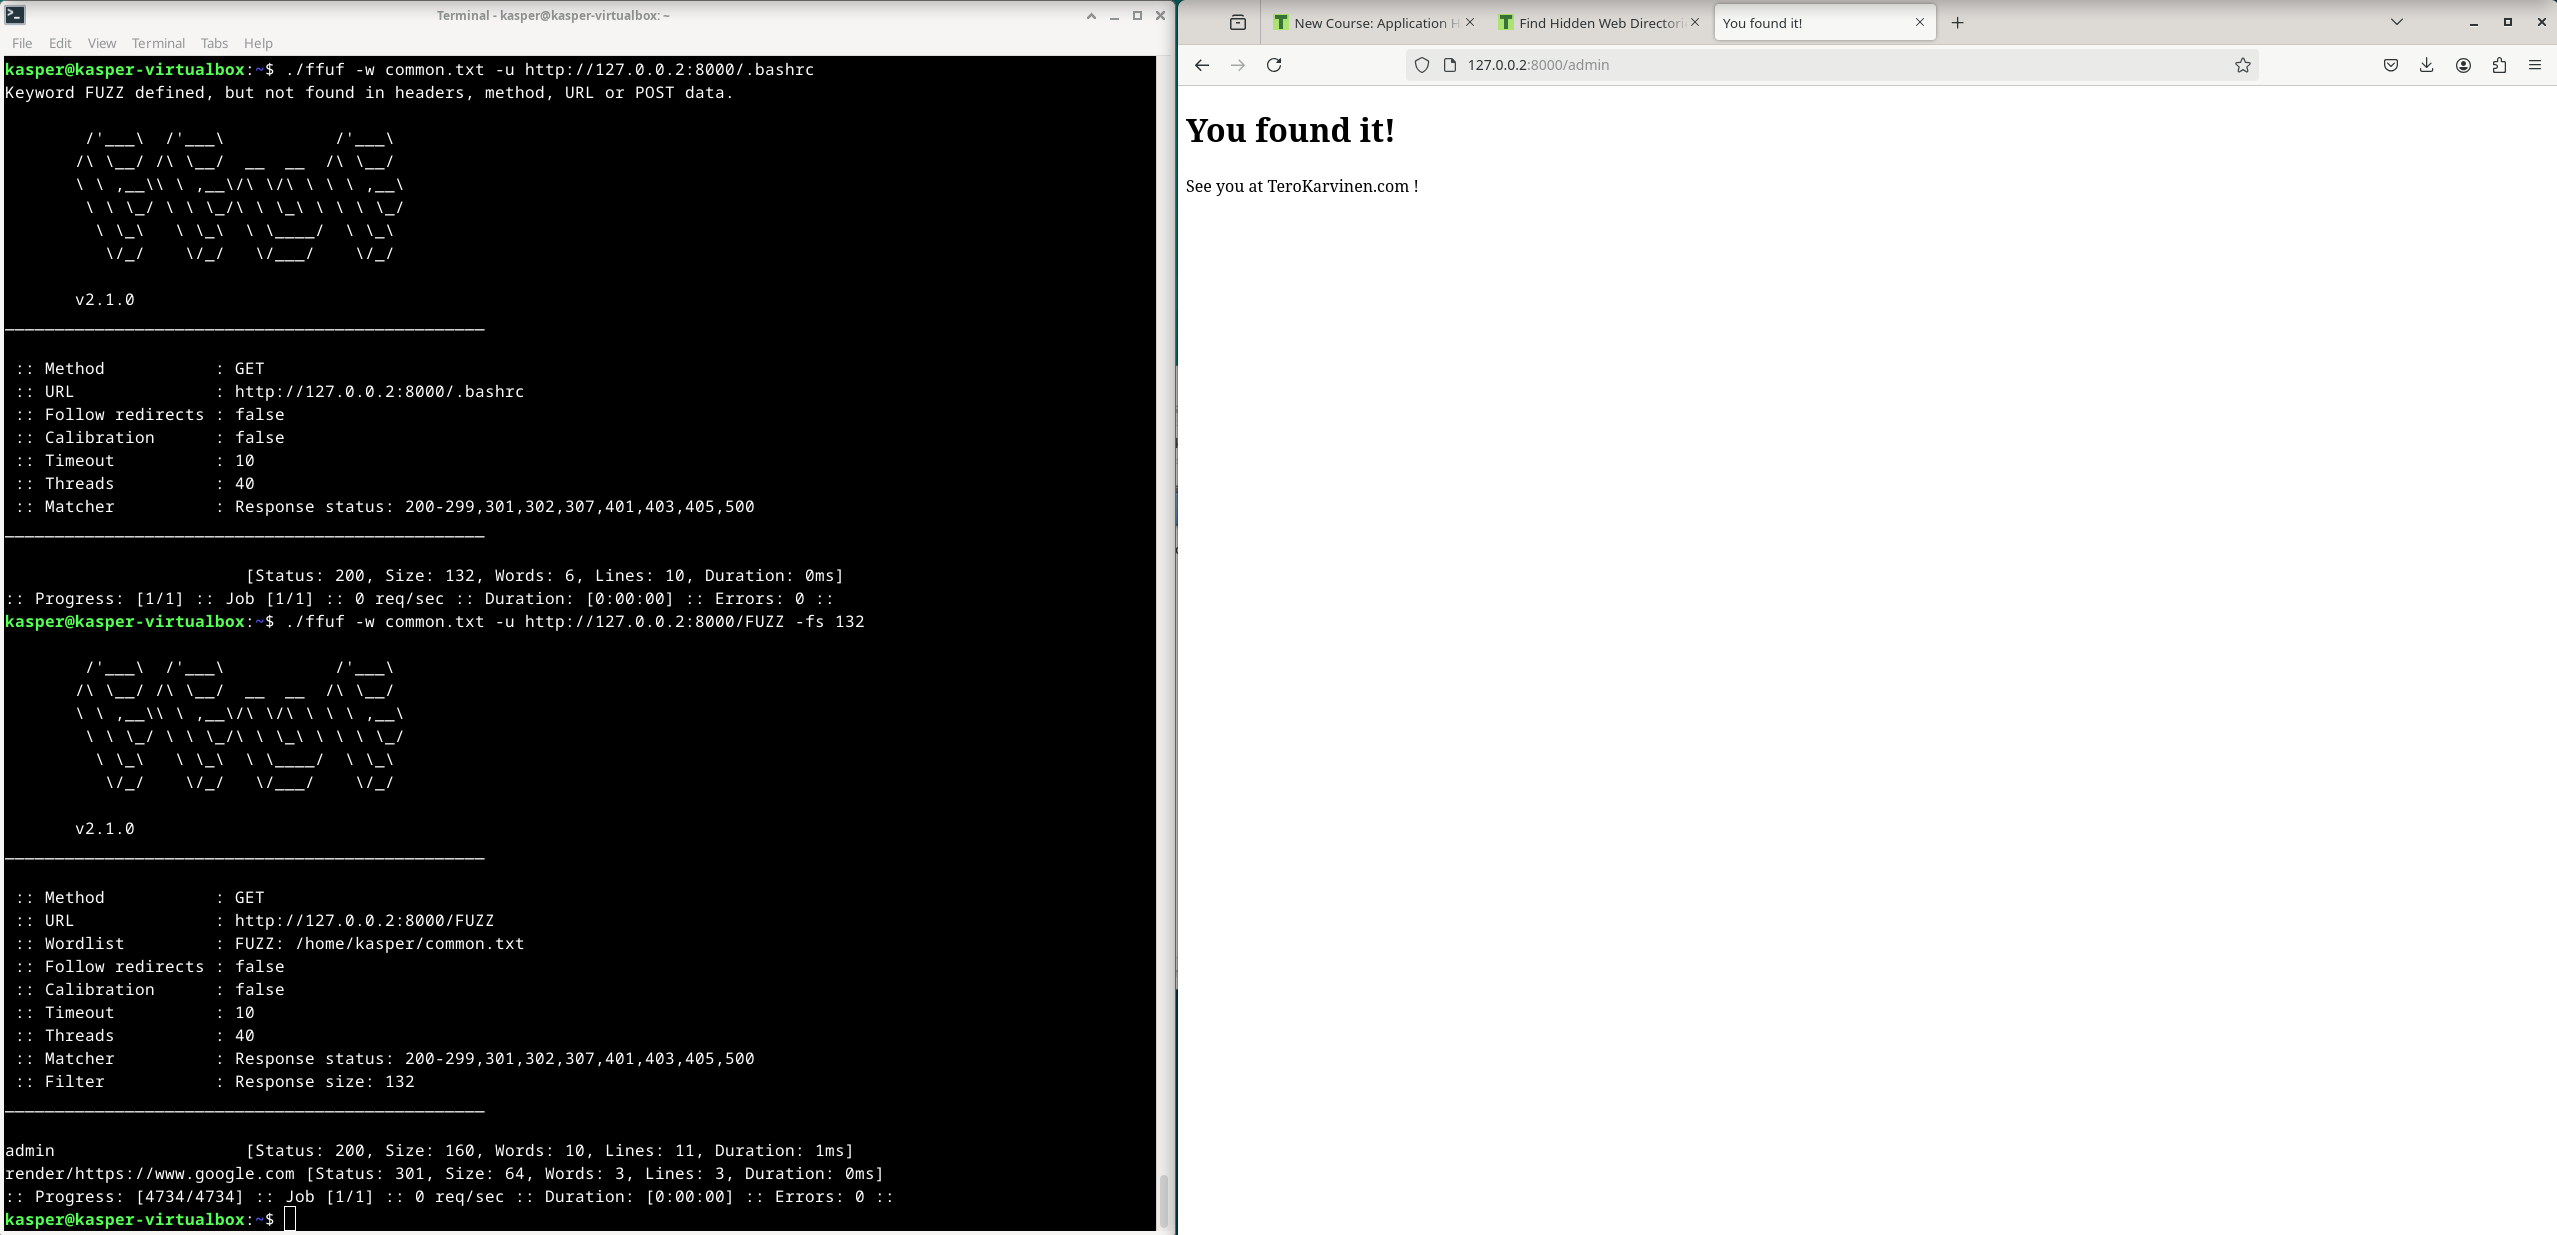 Terminal - kasper@kasper-virtualbox: ~
File Edit View Terminal Tabs Help
kasper@kasper-virtualbox:~$ ./ffuf -w common.txt -u http://127.0.0.2:8000/.bashrc
Keyword FUZZ defined, but not found in headers, method, URL or POST data.
        /'___\  /'___\           /'___\
       /\ \__/ /\ \__/  __  __  /\ \__/
       \ \ ,__\\ \ ,__\/\ \/\ \ \ \ ,__\
        \ \ \_/ \ \ \_/\ \ \_\ \ \ \ \_/
         \ \_\   \ \_\  \ \____/  \ \_\
          \/_/    \/_/   \/___/    \/_/
       v2.1.0
________________________________________________
 :: Method           : GET
 :: URL              : http://127.0.0.2:8000/.bashrc
 :: Follow redirects : false
 :: Calibration      : false
 :: Timeout          : 10
 :: Threads          : 40
 :: Matcher          : Response status: 200-299,301,302,307,401,403,405,500
________________________________________________
                        [Status: 200, Size: 132, Words: 6, Lines: 10, Duration: 0ms]
:: Progress: [1/1] :: Job [1/1] :: 0 req/sec :: Duration: [0:00:00] :: Errors: 0 ::
kasper@kasper-virtualbox:~$ ./ffuf -w common.txt -u http://127.0.0.2:8000/FUZZ -fs 132
        /'___\  /'___\           /'___\
       /\ \__/ /\ \__/  __  __  /\ \__/
       \ \ ,__\\ \ ,__\/\ \/\ \ \ \ ,__\
        \ \ \_/ \ \ \_/\ \ \_\ \ \ \ \_/
         \ \_\   \ \_\  \ \____/  \ \_\
          \/_/    \/_/   \/___/    \/_/
       v2.1.0
________________________________________________
 :: Method           : GET
 :: URL              : http://127.0.0.2:8000/FUZZ
 :: Wordlist         : FUZZ: /home/kasper/common.txt
 :: Follow redirects : false
 :: Calibration      : false
 :: Timeout          : 10
 :: Threads          : 40
 :: Matcher          : Response status: 200-299,301,302,307,401,403,405,500
 :: Filter           : Response size: 132
________________________________________________
admin                   [Status: 200, Size: 160, Words: 10, Lines: 11, Duration: 1ms]
render/https://www.google.com [Status: 301, Size: 64, Words: 3, Lines: 3, Duration: 0ms]
:: Progress: [4734/4734] :: Job [1/1] :: 0 req/sec :: Duration: [0:00:00] :: Errors: 0 ::
kasper@kasper-virtualbox:~$
New Course: Application H
Find Hidden Web Directori
You found it!
127.0.0.2:8000/admin
You found it!
See you at TeroKarvinen.com !